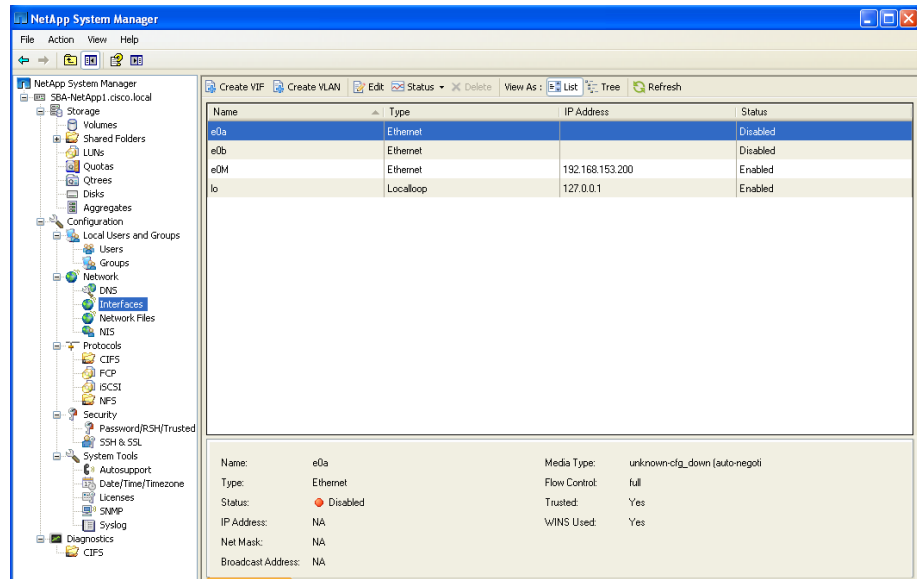 NetApp System Manager
File Action View Help
NetApp System Manager
SBA-NetApp1.cisco.local
Storage
Volumes
Shared Folders
LUNs
Quotas
Qtrees
Disks
Aggregates
Configuration
Local Users and Groups
Users
Groups
Network
DNS
Interfaces
Network Files
NIS
Protocols
CIFS
FCP
iSCSI
NFS
Security
Password/RSH/Trusted
SSH & SSL
System Tools
Autosupport
Date/Time/Timezone
Licenses
SNMP
Syslog
Diagnostics
CIFS
Create VIF Create VLAN Edit Status Delete View As : List Tree Refresh
Name Type IP Address Status
e0a Ethernet Disabled
e0b Ethernet Disabled
e0M Ethernet 192.168.153.200 Enabled
lo Localloop 127.0.0.1 Enabled
Name: e0a Media Type: unknown-cfg_down (auto-negoti
Type: Ethernet Flow Control: full
Status: Disabled Trusted: Yes
IP Address: NA WINS Used: Yes
Net Mask: NA
Broadcast Address: NA